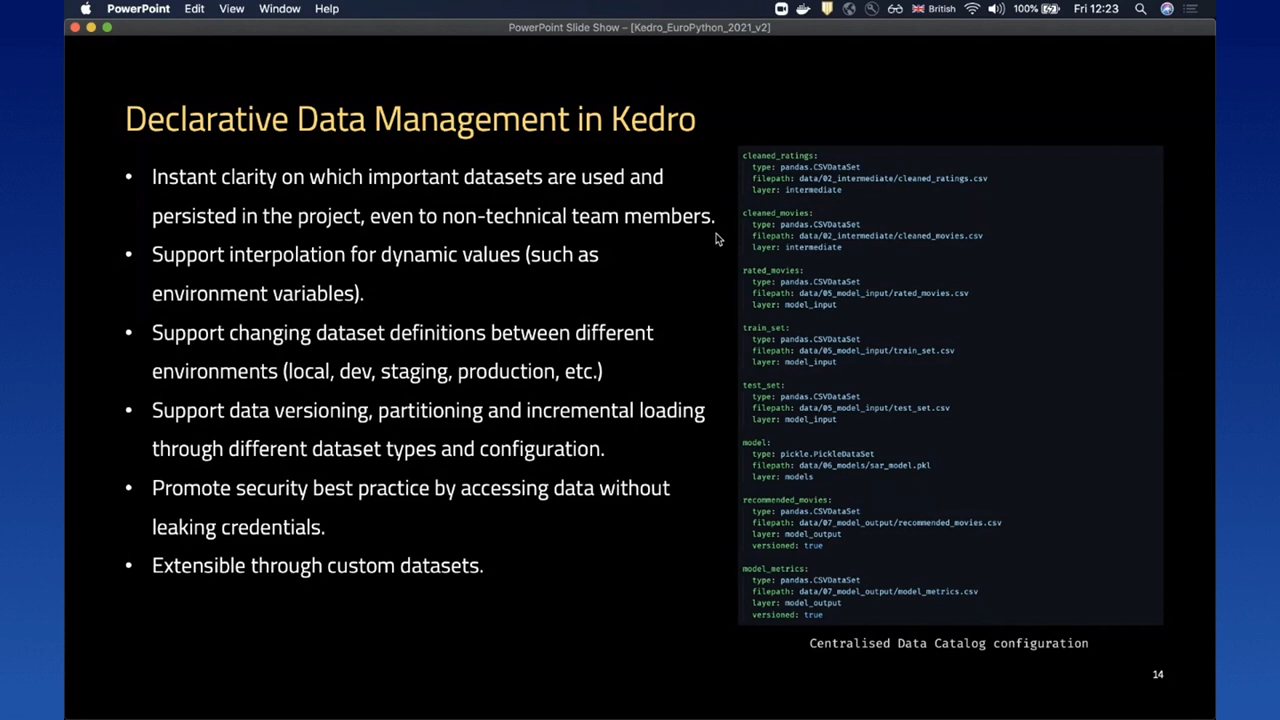 PowerPoint Edit View Window Help British 100% Fri 12:23
PowerPoint Slide Show – [Kedro_EuroPython_2021_v2]
Declarative Data Management in Kedro
• Instant clarity on which important datasets are used and
persisted in the project, even to non-technical team members.
• Support interpolation for dynamic values (such as
environment variables).
• Support changing dataset definitions between different
environments (local, dev, staging, production, etc.)
• Support data versioning, partitioning and incremental loading
through different dataset types and configuration.
• Promote security best practice by accessing data without
leaking credentials.
• Extensible through custom datasets.
cleaned_ratings:
type: pandas.CSVDataSet
filepath: data/02_intermediate/cleaned_ratings.csv
layer: intermediate
cleaned_movies:
type: pandas.CSVDataSet
filepath: data/02_intermediate/cleaned_movies.csv
layer: intermediate
rated_movies:
type: pandas.CSVDataSet
filepath: data/05_model_input/rated_movies.csv
layer: model_input
train_set:
type: pandas.CSVDataSet
filepath: data/05_model_input/train_set.csv
layer: model_input
test_set:
type: pandas.CSVDataSet
filepath: data/05_model_input/test_set.csv
layer: model_input
model:
type: pickle.PickleDataSet
filepath: data/06_models/sar_model.pkl
layer: models
recommended_movies:
type: pandas.CSVDataSet
filepath: data/07_model_output/recommended_movies.csv
layer: model_output
versioned: true
model_metrics:
type: pandas.CSVDataSet
filepath: data/07_model_output/model_metrics.csv
layer: model_output
versioned: true
Centralised Data Catalog configuration
14